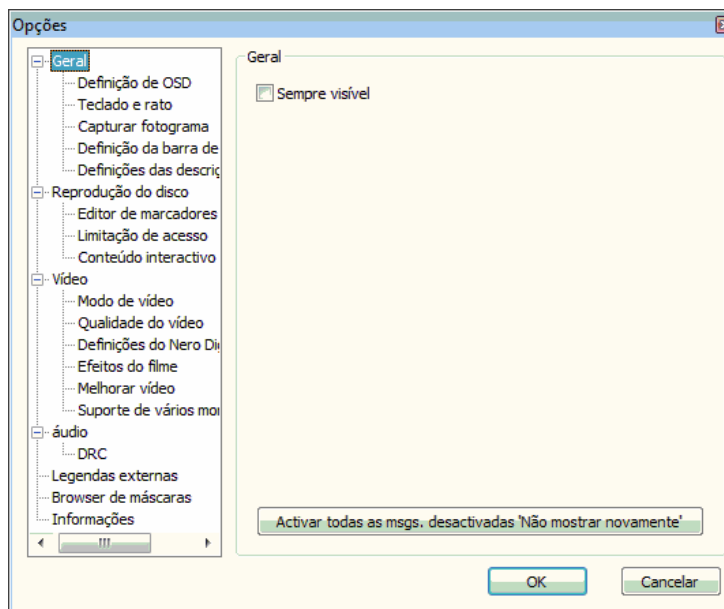 Opções
Geral
Definição de OSD
Teclado e rato
Capturar fotograma
Definição da barra de
Definições das
Reprodução do disco
Editor de marcadores
Limitação de acesso
Conteúdo interactivo
Vídeo
Modo de vídeo
Qualidade do vídeo
Definições do Nero
Efeitos do filme
Melhorar vídeo
Suporte de vários
áudio
DRC
Legendas externas
Browser de máscaras
Informações
Geral
Sempre visível
Activar todas as msgs. desactivadas 'Não mostrar novamente'
OK
Cancelar